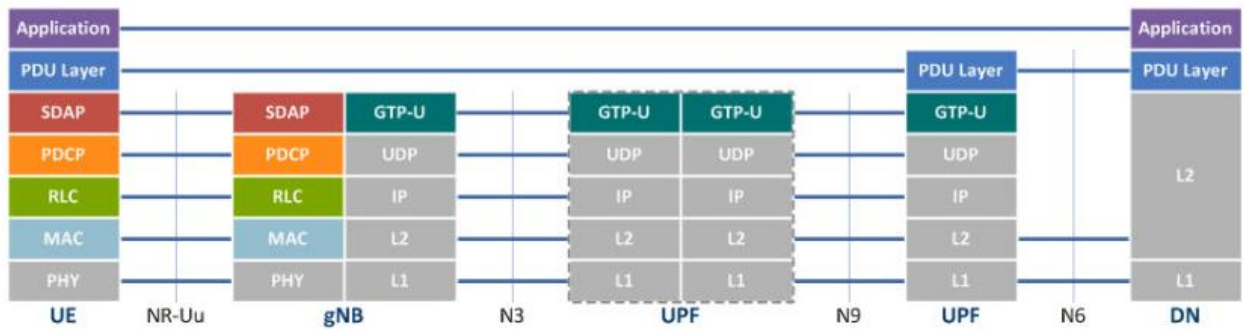 Application Application
PDU Layer PDU Layer PDU Layer
SDAP SDAP GTP-U GTP-U GTP-U GTP-U
PDCP PDCP UDP UDP UDP UDP
RLC RLC IP IP IP IP L2
MAC MAC L2 L2 L2 L2
PHY PHY L1 L1 L1 L1 L1
UE NR-Uu gNB N3 UPF N9 UPF N6 DN